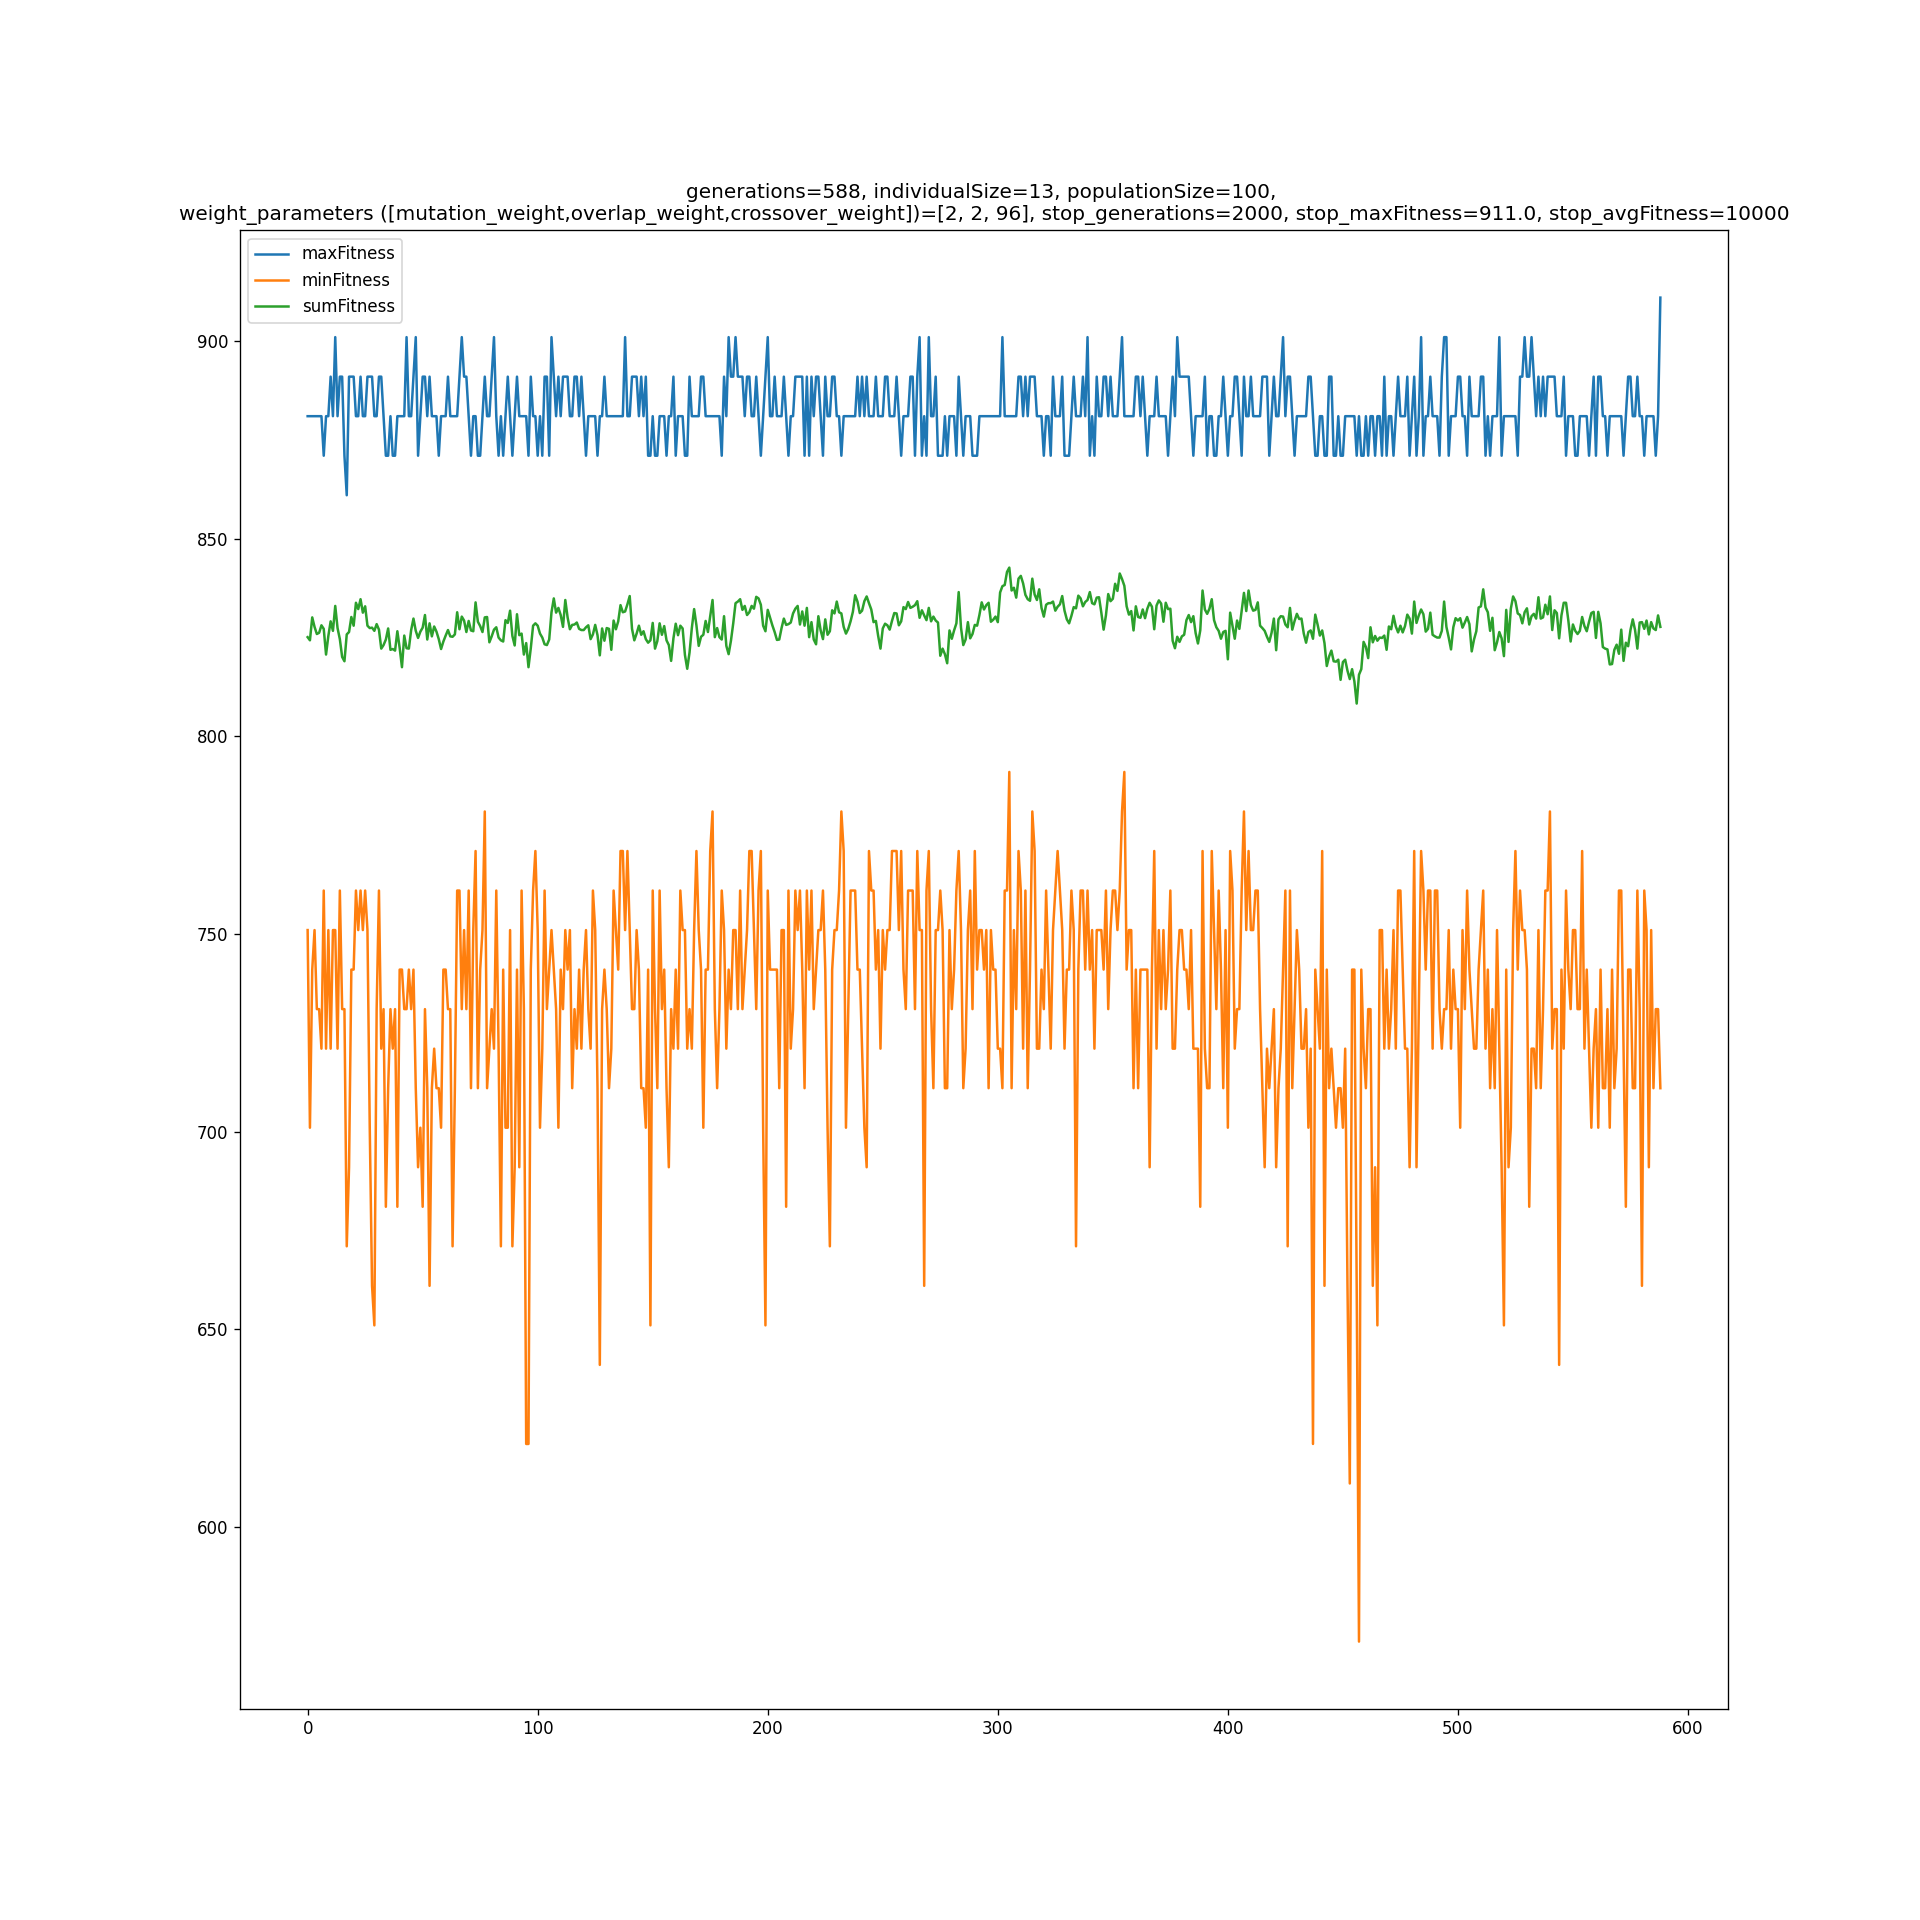 generations=588, individualSize=13, populationSize=100,
weight_parameters ([mutation_weight,overlap_weight,crossover_weight])=[2, 2, 96], stop_generations=2000, stop_maxFitness=911.0, stop_avgFitness=10000
maxFitness
minFitness
sumFitness
900
850
800
750
700
650
600
0 100 200 300 400 500 600